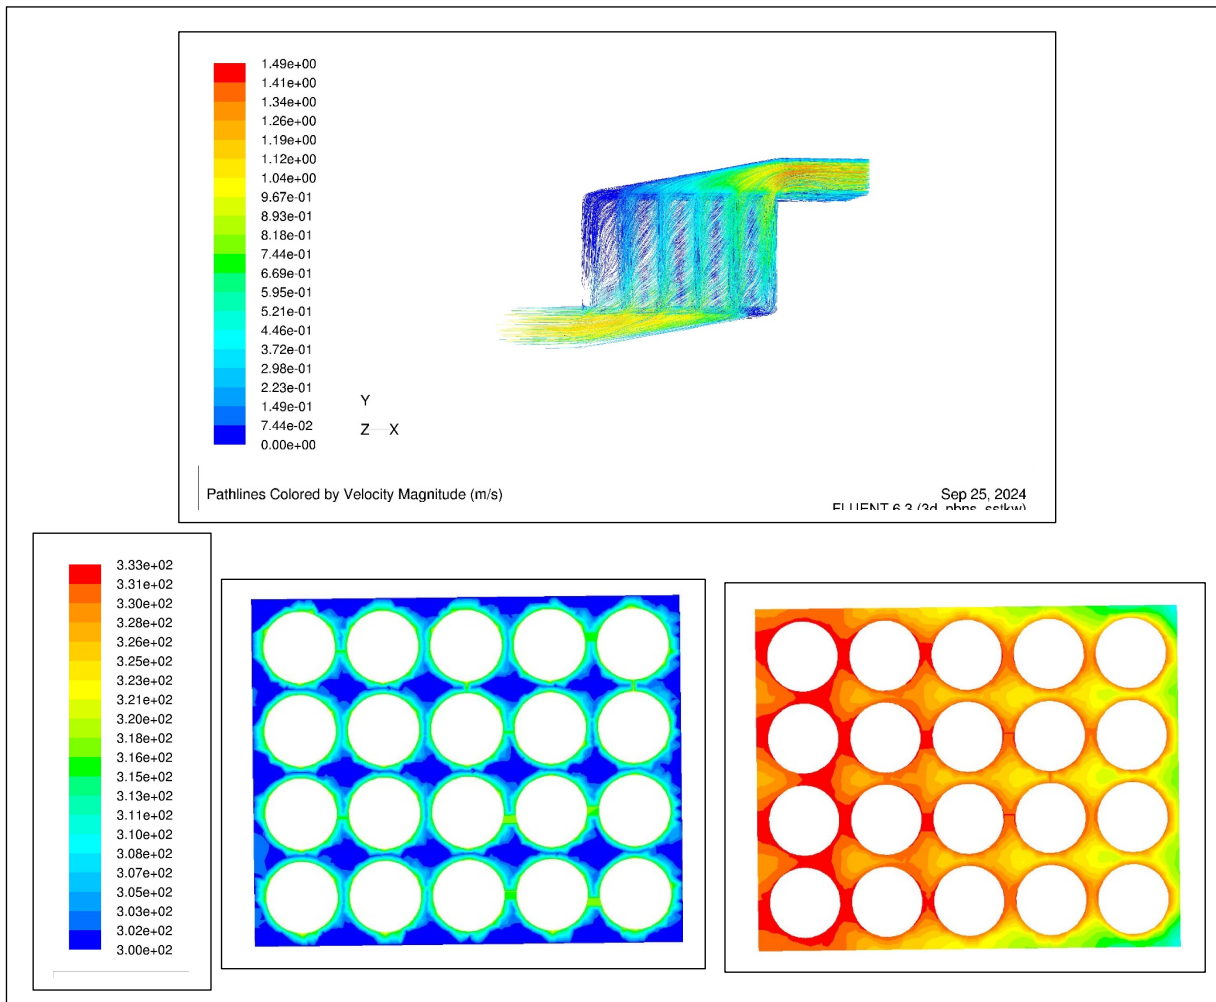 1.49e+00
1.41e+00
1.34e+00
1.26e+00
1.19e+00
1.12e+00
1.04e+00
9.67e-01
8.93e-01
8.18e-01
7.44e-01
6.69e-01
5.95e-01
5.21e-01
4.46e-01
3.72e-01
2.98e-01
2.23e-01
1.49e-01
7.44e-02
0.00e+00
Y
Z X
Pathlines Colored by Velocity Magnitude (m/s)
Sep 25, 2024
FLUENT 6.3 (3d, pbns, sstkw)
3.33e+02
3.31e+02
3.30e+02
3.28e+02
3.26e+02
3.25e+02
3.23e+02
3.21e+02
3.20e+02
3.18e+02
3.16e+02
3.15e+02
3.13e+02
3.11e+02
3.10e+02
3.08e+02
3.07e+02
3.05e+02
3.03e+02
3.02e+02
3.00e+02